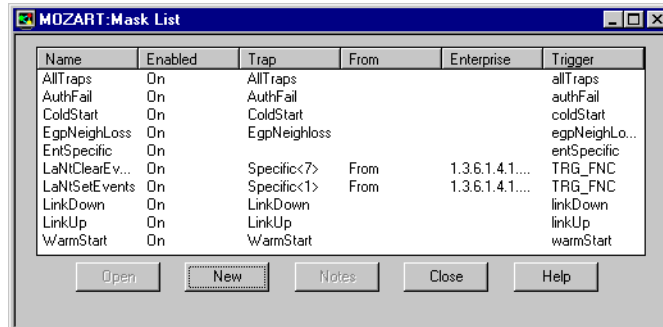 MOZART:Mask List
Name Enabled Trap From Enterprise Trigger
AllTraps On AllTraps allTraps
AuthFail On AuthFail authFail
ColdStart On ColdStart coldStart
EgpNeighLoss On EgpNeighloss egpNeighLo...
EntSpecific On entSpecific
LaNtClearEv... On Specific<7> From 1.3.6.1.4.1.... TRG_FNC
LaNtSetEvents On Specific<1> From 1.3.6.1.4.1.... TRG_FNC
LinkDown On LinkDown linkDown
LinkUp On LinkUp linkUp
WarmStart On WarmStart warmStart
Open New Notes Close Help